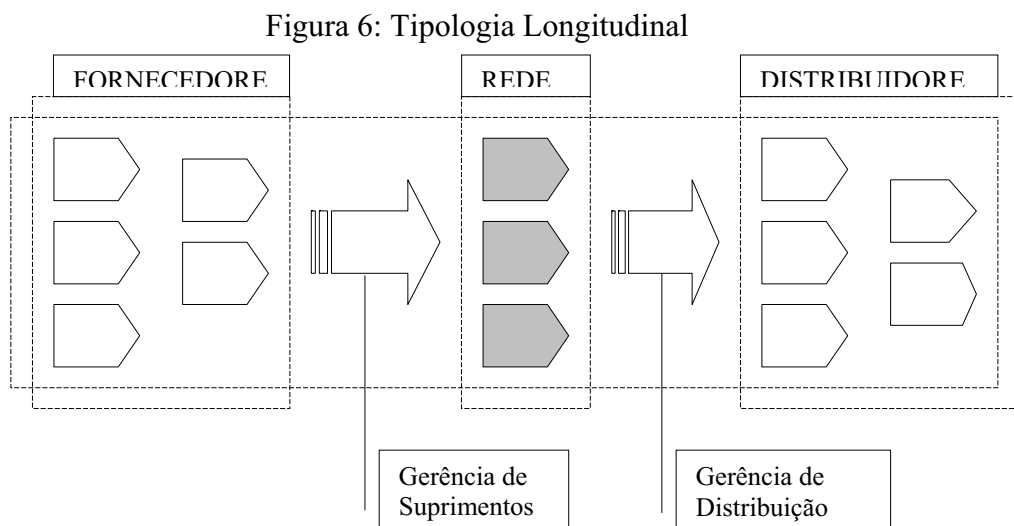 Figura 6: Tipologia Longitudinal
FORNECEDORE
REDE
DISTRIBUIDORE
Gerência de
Suprimentos
Gerência de
Distribuição